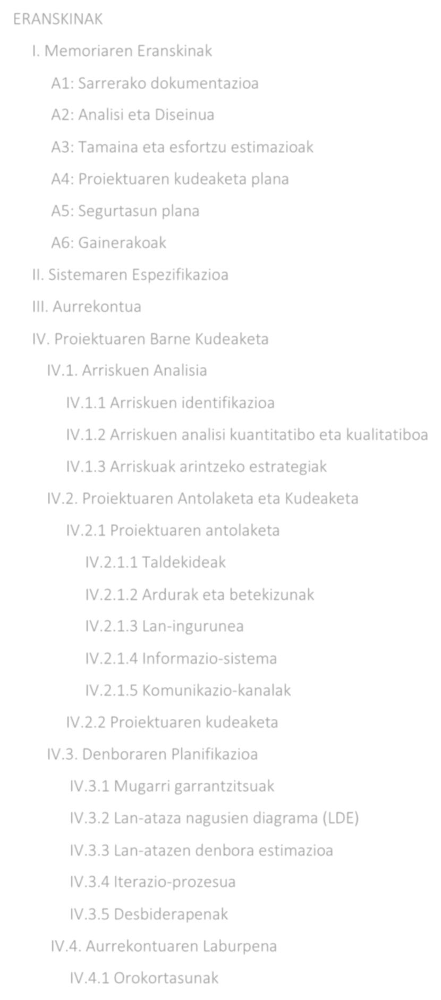 ERANSKINAK
I. Memoriaren Eranskinak
A1: Sarrerako dokumentazioa
A2: Analisi eta Diseinua
A3: Tamaina eta esfortzu estimazioak
A4: Proiektuaren kudeaketa plana
A5: Segurtasun plana
A6: Gainerakoak
II. Sistemaren Espezifikazioa
III. Aurrekontua
IV. Proiektuaren Barne Kudeaketa
IV.1. Arriskuen Analisia
IV.1.1 Arriskuen identifikazioa
IV.1.2 Arriskuen analisi kuantitatibo eta kualitatiboa
IV.1.3 Arriskuak arintzeko estrategiak
IV.2. Proiektuaren Antolaketa eta Kudeaketa
IV.2.1 Proiektuaren antolaketa
IV.2.1.1 Taldekideak
IV.2.1.2 Ardurak eta betekizunak
IV.2.1.3 Lan-ingurunea
IV.2.1.4 Informazio-sistema
IV.2.1.5 Komunikazio-kanalak
IV.2.2 Proiektuaren kudeaketa
IV.3. Denboraren Planifikazioa
IV.3.1 Mugarri garrantzitsuak
IV.3.2 Lan-ataza nagusien diagrama (LDE)
IV.3.3 Lan-atazen denbora estimazioa
IV.3.4 Iterazio-prozesua
IV.3.5 Desbiderapenak
IV.4. Aurrekontuaren Laburpena
IV.4.1 Orokortasunak